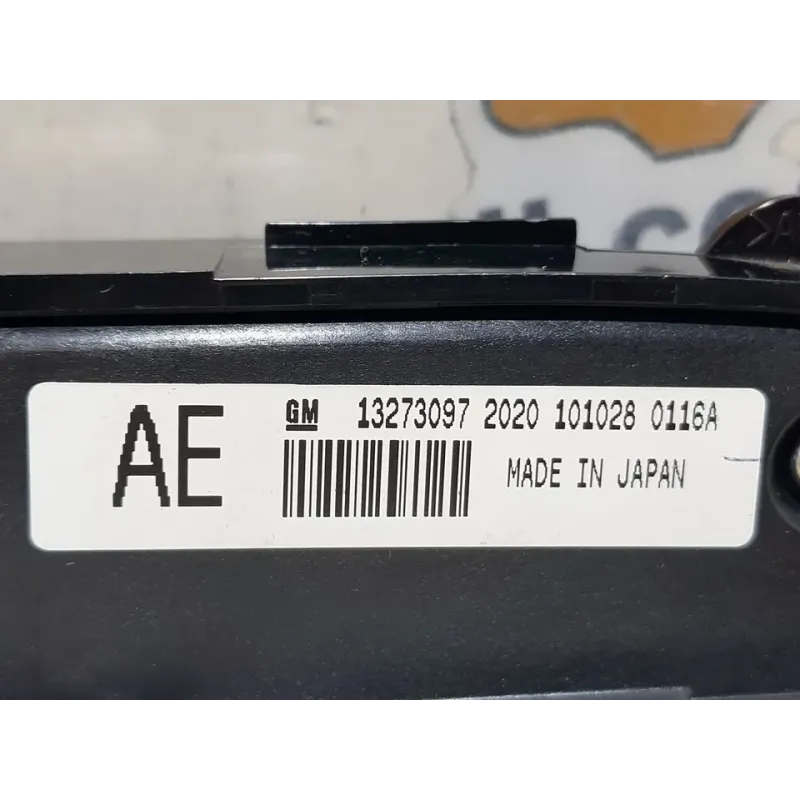 AE
GM 13273097 2020 101028 0116A
MADE IN JAPAN